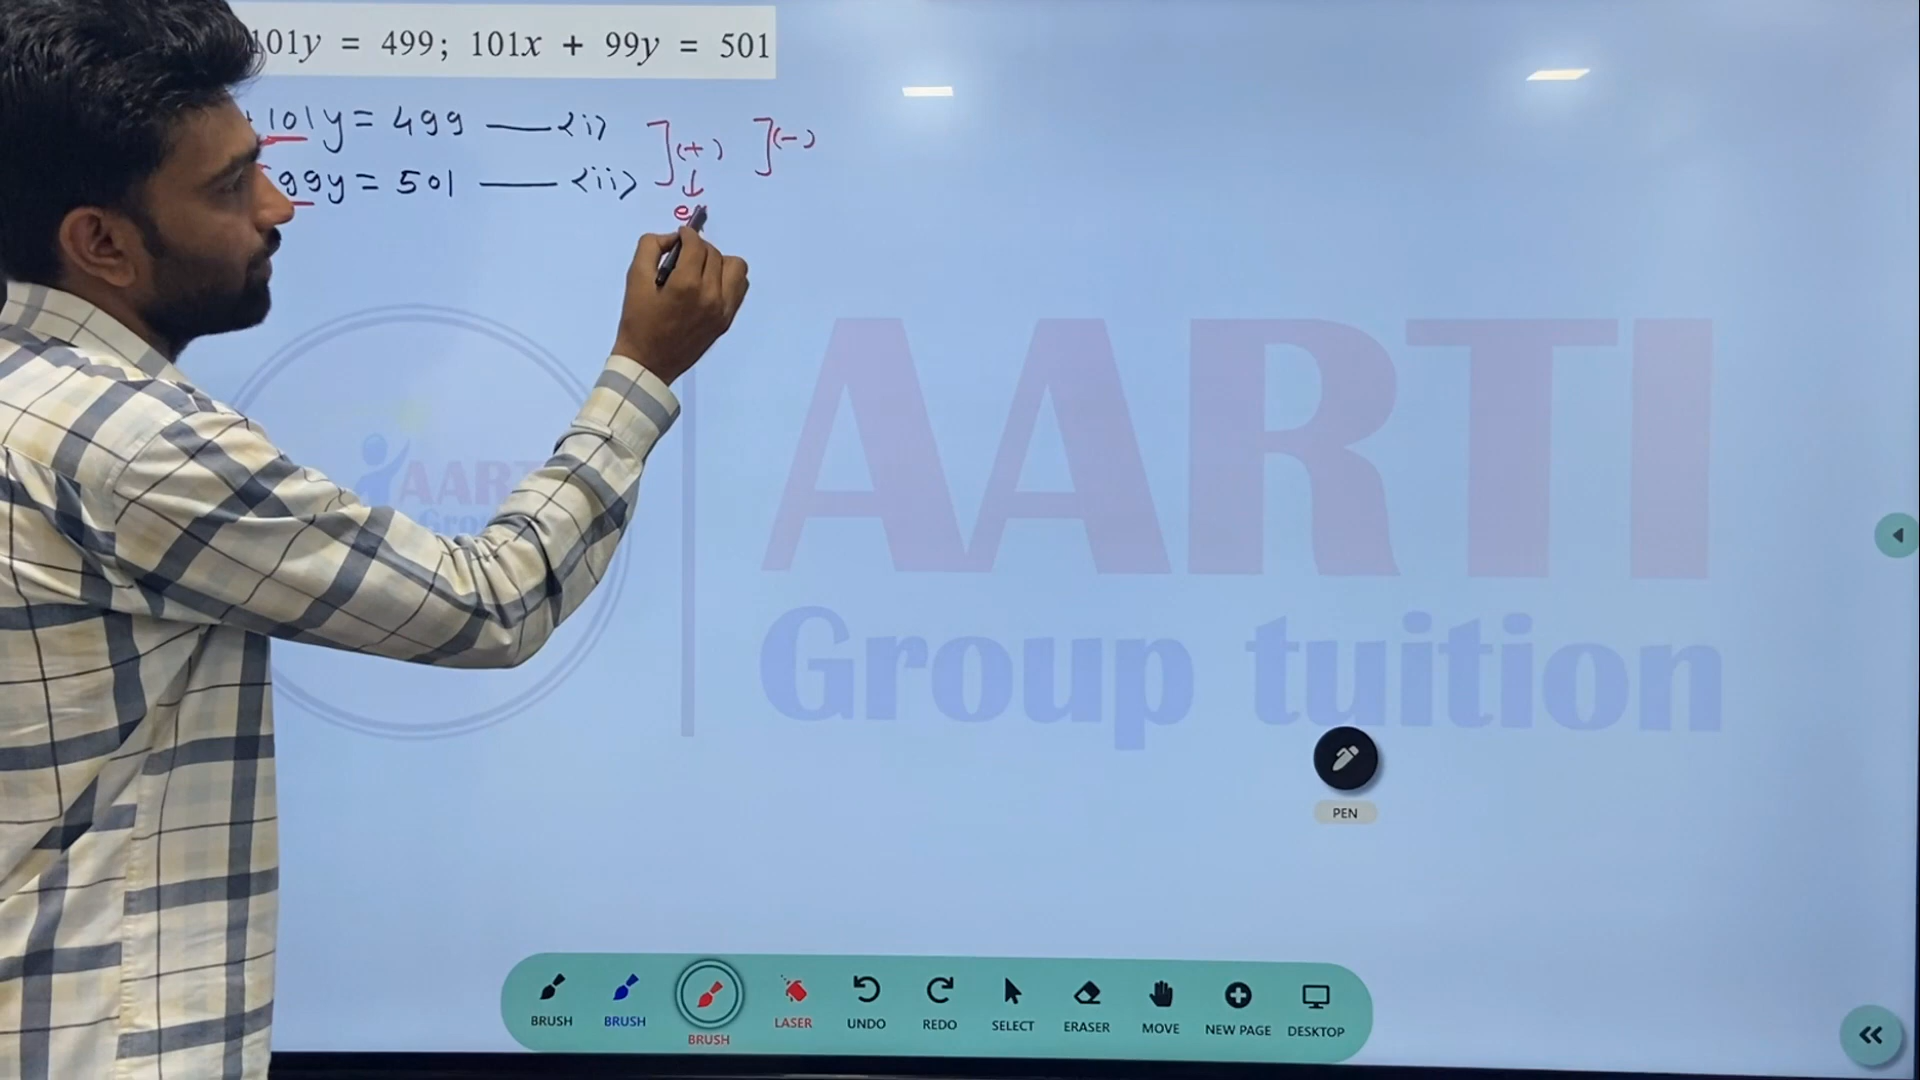 101y = 499; 101x + 99y = 501
101y = 499 —— <i>
99y = 501 —— <ii>
](+)
](-)
↓
AARTI
Group tuition
PEN
BRUSH BRUSH BRUSH LASER UNDO REDO SELECT ERASER MOVE NEW PAGE DESKTOP